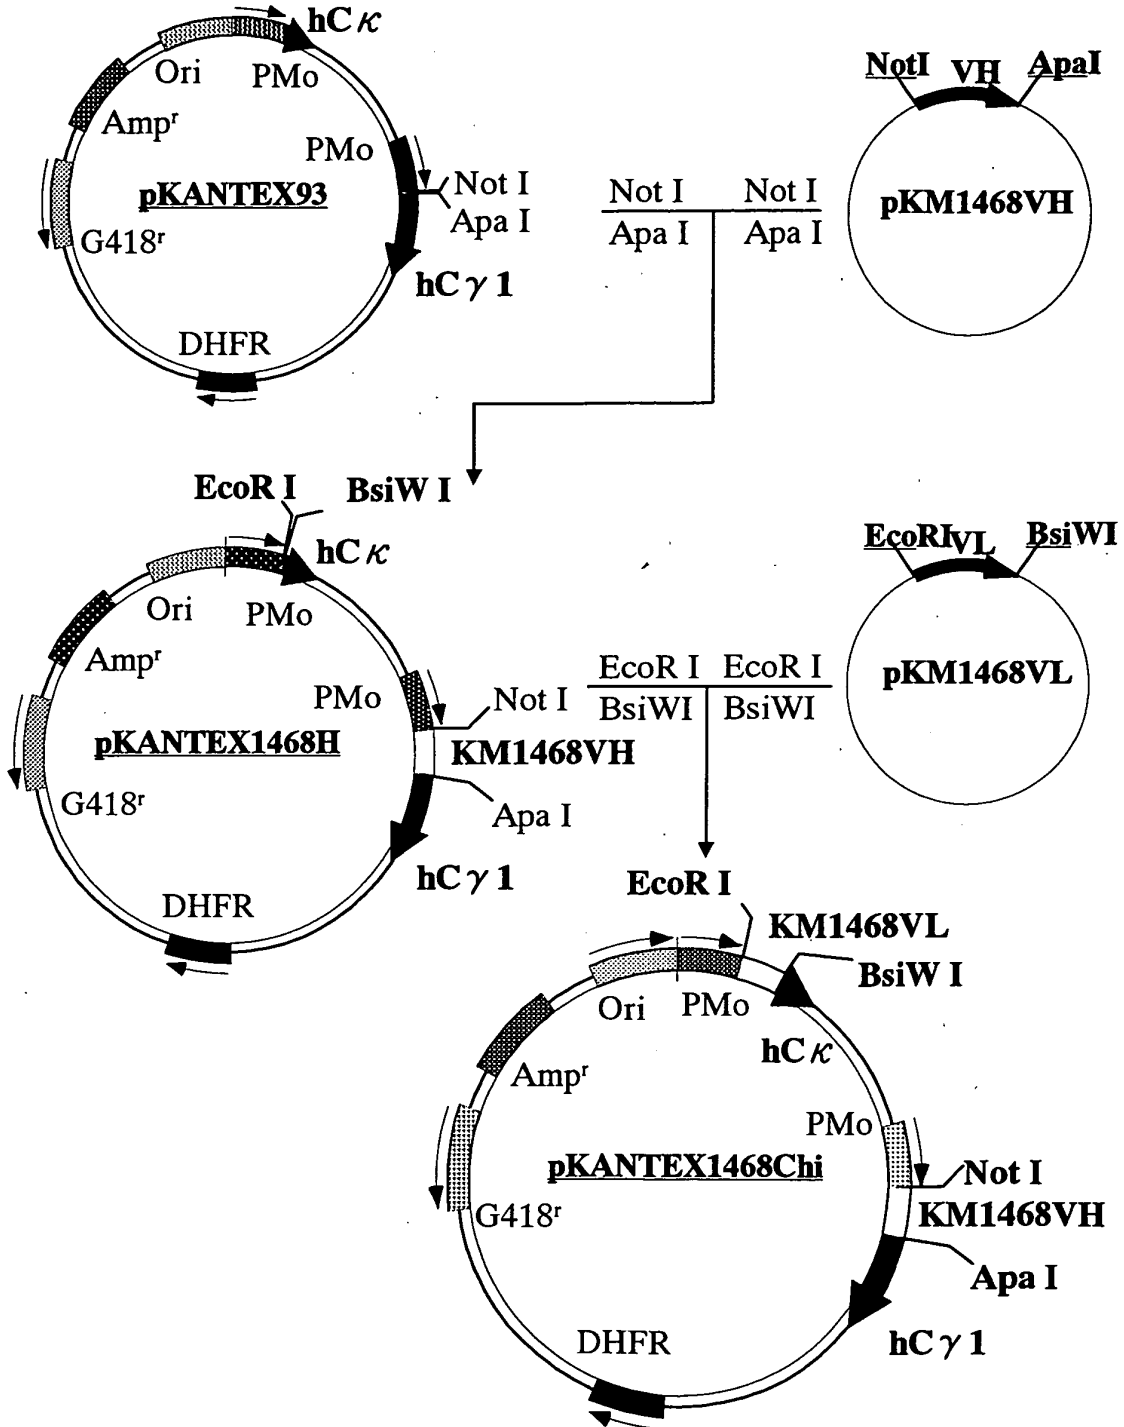 hCκ
Ori
PMo
Ampʳ
PMo
pKANTEX93
Not I
Apa I
G418ʳ
hCγ1
DHFR
Not I Not I
Apa I Apa I
NotI VH ApaI
pKM1468VH
EcoR I BsiW I
hCκ
Ori
PMo
Ampʳ
PMo
Not I
pKANTEX1468H
KM1468VH
G418ʳ
Apa I
hCγ1
DHFR
EcoR I EcoR I
BsiWI BsiWI
EcoRI VL BsiWI
pKM1468VL
EcoR I
KM1468VL
BsiW I
Ori PMo
hCκ
Ampʳ
PMo
pKANTEX1468Chi
Not I
G418ʳ
KM1468VH
Apa I
DHFR
hCγ1